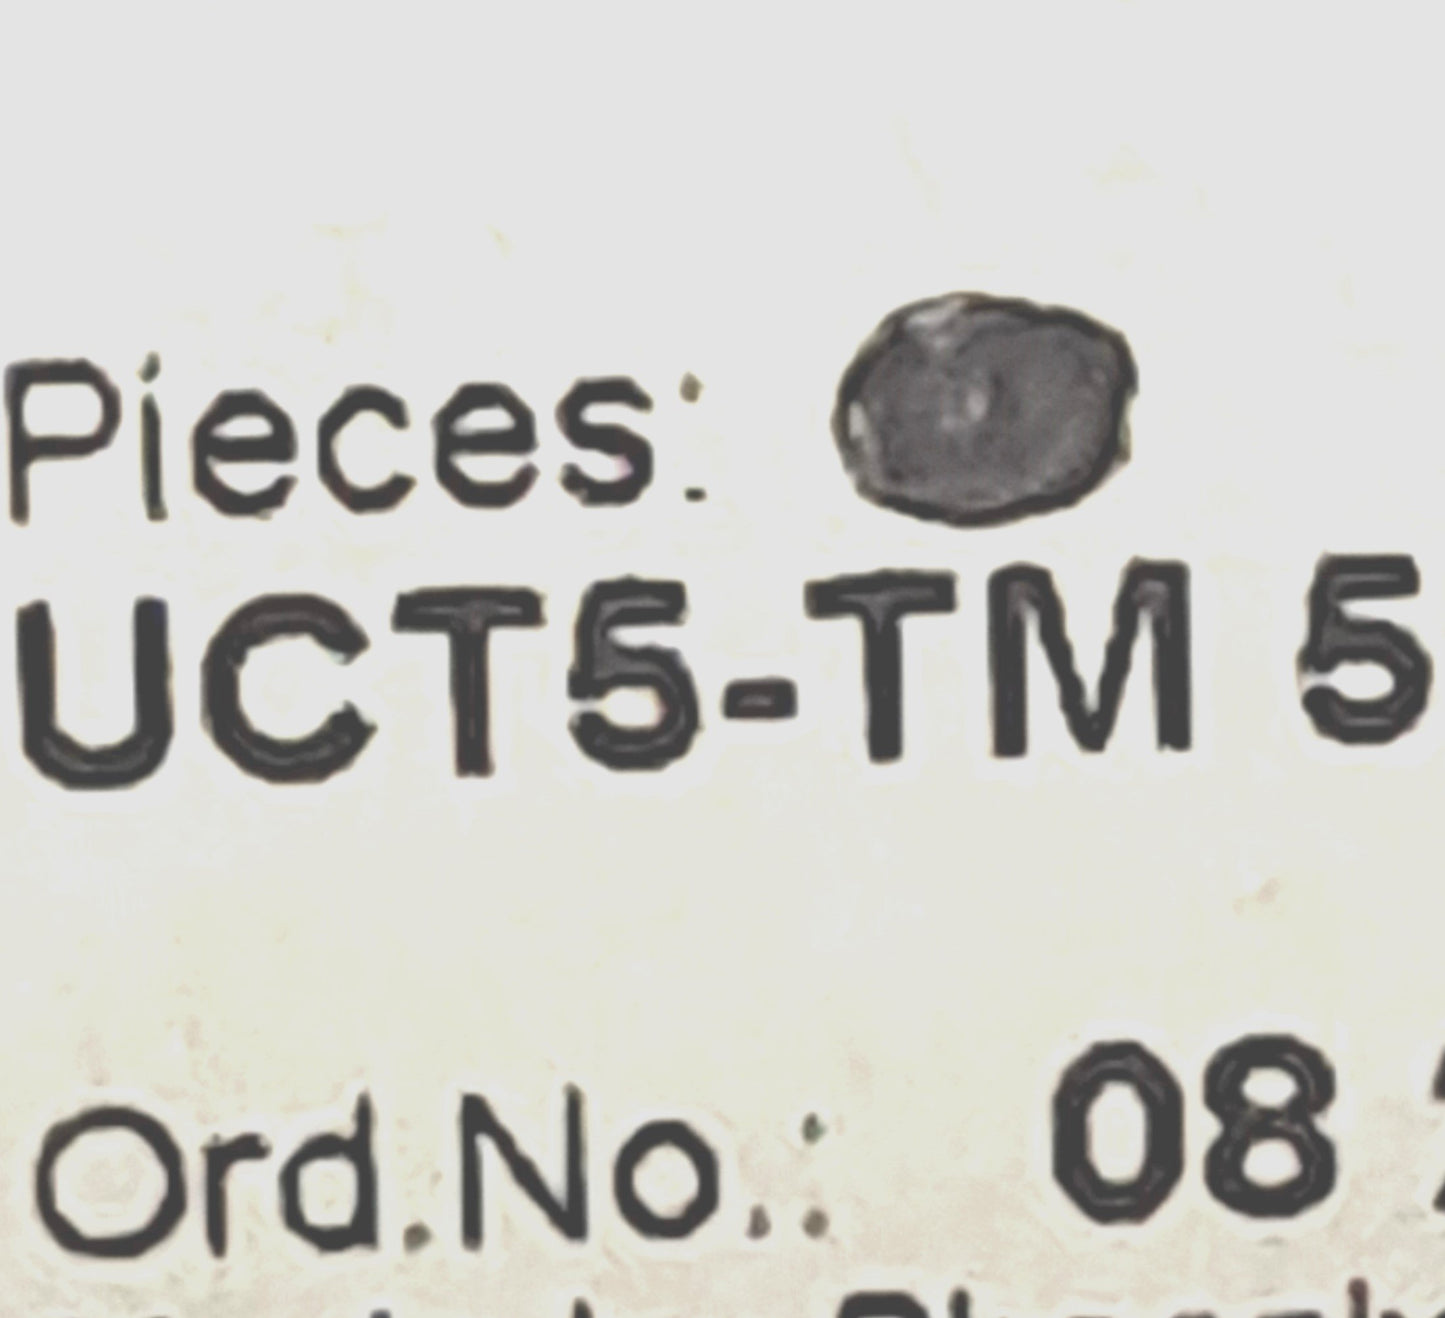 Pieces:
UCT5-TM 5
Ord.No.: 08